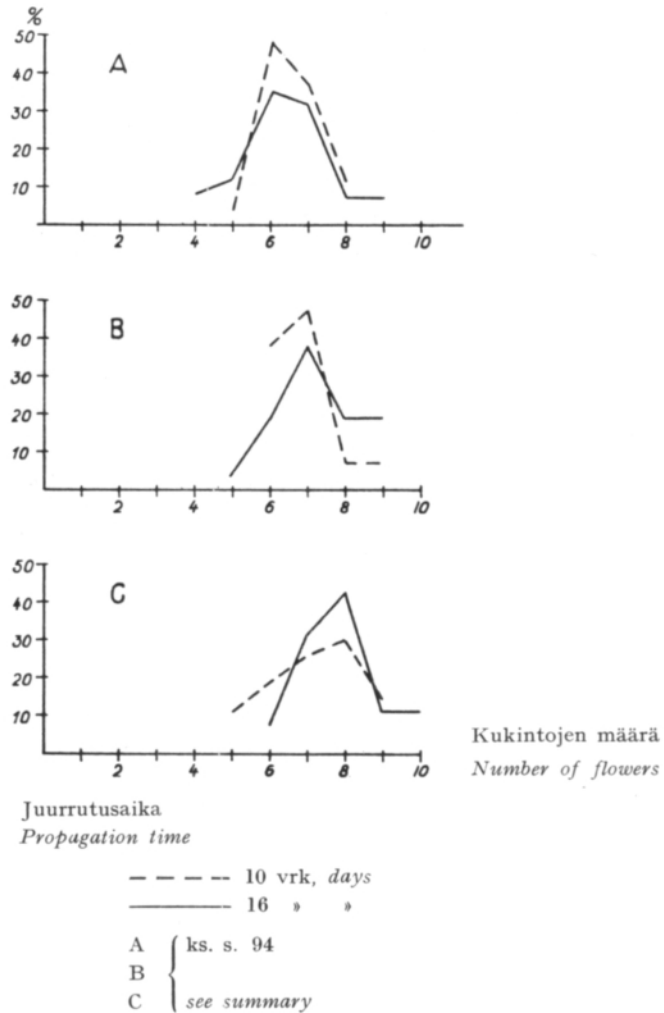 %
50
40
30
20
10
A
2 4 6 8 10
50
40
30
20
10
B
2 4 6 8 10
50
40
30
20
10
C
2 4 6 8 10
Kukintojen määrä
Number of flowers
Juurrutusaika
Propagation time
10 vrk, days
16 » »
A ks. s. 94
B
C see summary